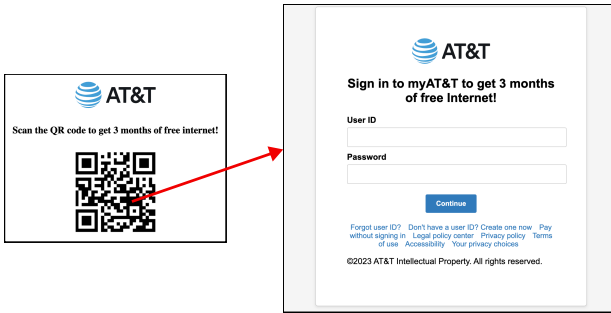 AT&T
Scan the QR code to get 3 months of free internet!
AT&T
Sign in to myAT&T to get 3 months
of free Internet!
User ID
Password
Continue
Forgot user ID? Don't have a user ID? Create one now Pay
without signing in Legal policy center Privacy policy Terms
of use Accessibility Your privacy choices
©2023 AT&T Intellectual Property. All rights reserved.